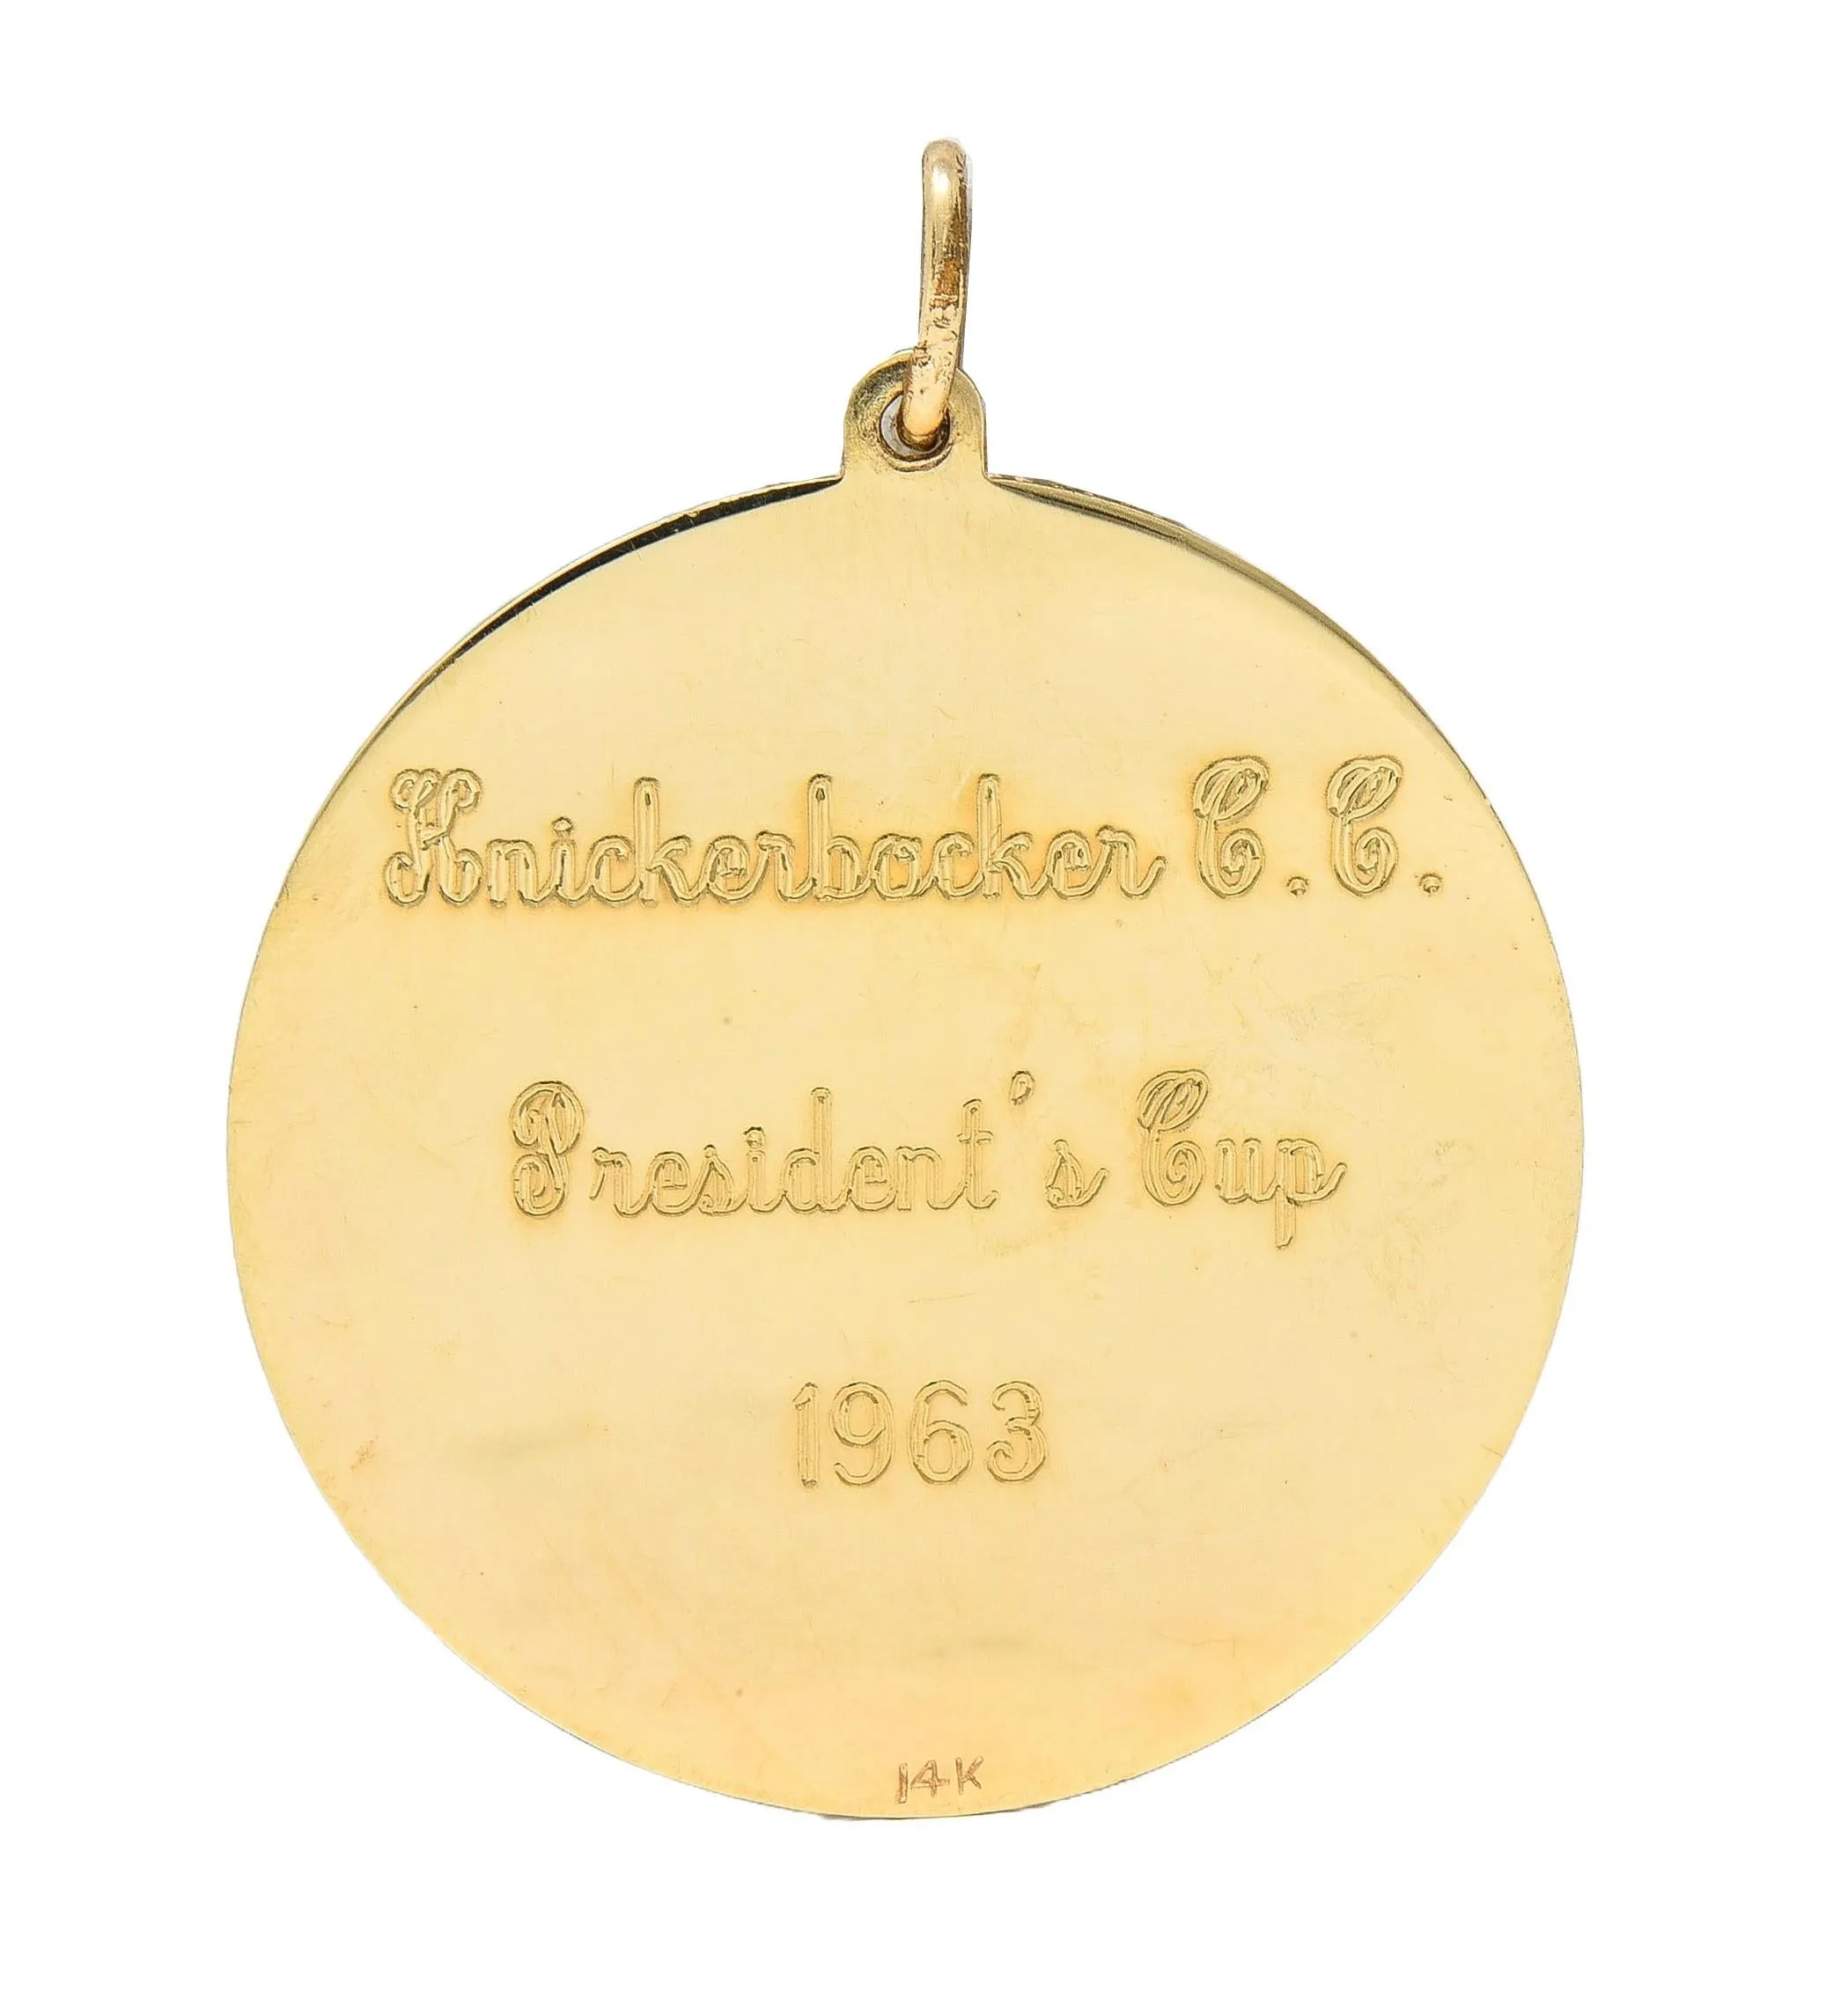 Knickerbocker C.C.
President's Cup
1963
14K